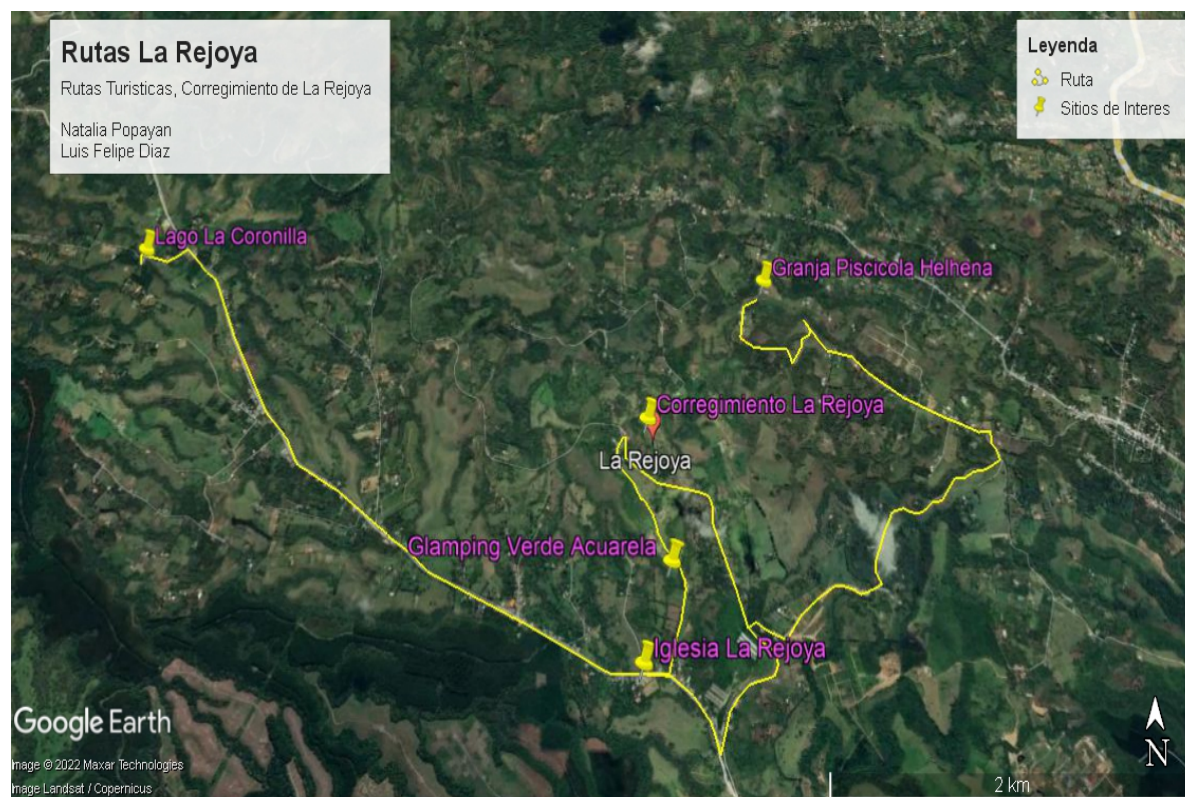 Rutas La Rejoya
Rutas Turisticas, Corregimiento de La Rejoya
Natalia Popayan
Luis Felipe Diaz
Leyenda
Ruta
Sitios de Interes
Lago La Coronilla
Granja Piscicola Helhena
Corregimiento La Rejoya
La Rejoya
Glamping Verde Acuarela
Iglesia La Rejoya
Google Earth
Image © 2022 Maxar Technologies
Image Landsat / Copernicus
2 km
N